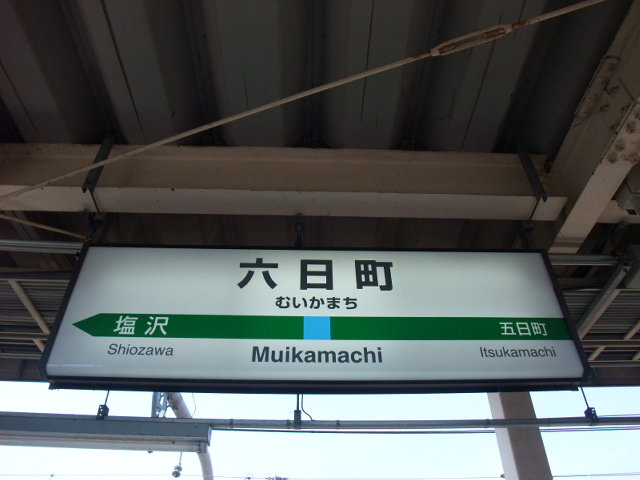 六日町
むいかまち
塩沢
五日町
Shiozawa
Muikamachi
Itsukamachi